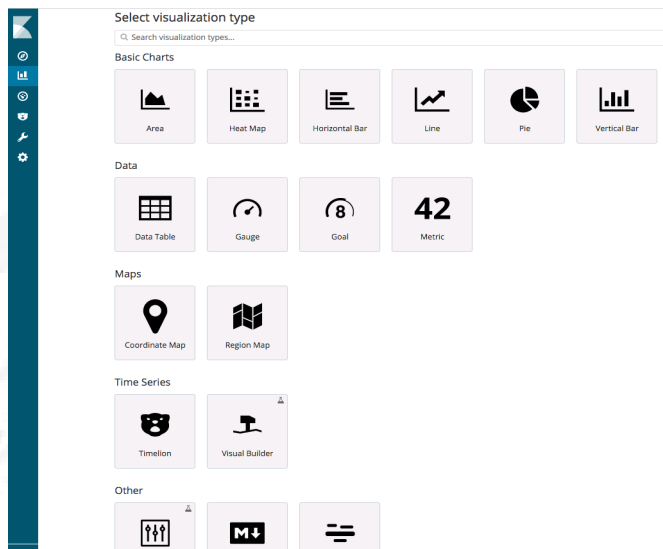 Select visualization type
Search visualization types...
Basic Charts
Area
Heat Map
Horizontal Bar
Line
Pie
Vertical Bar
Data
8
42
Data Table
Gauge
Goal
Metric
Maps
Coordinate Map
Region Map
Time Series
Timelion
Visual Builder
Other
M